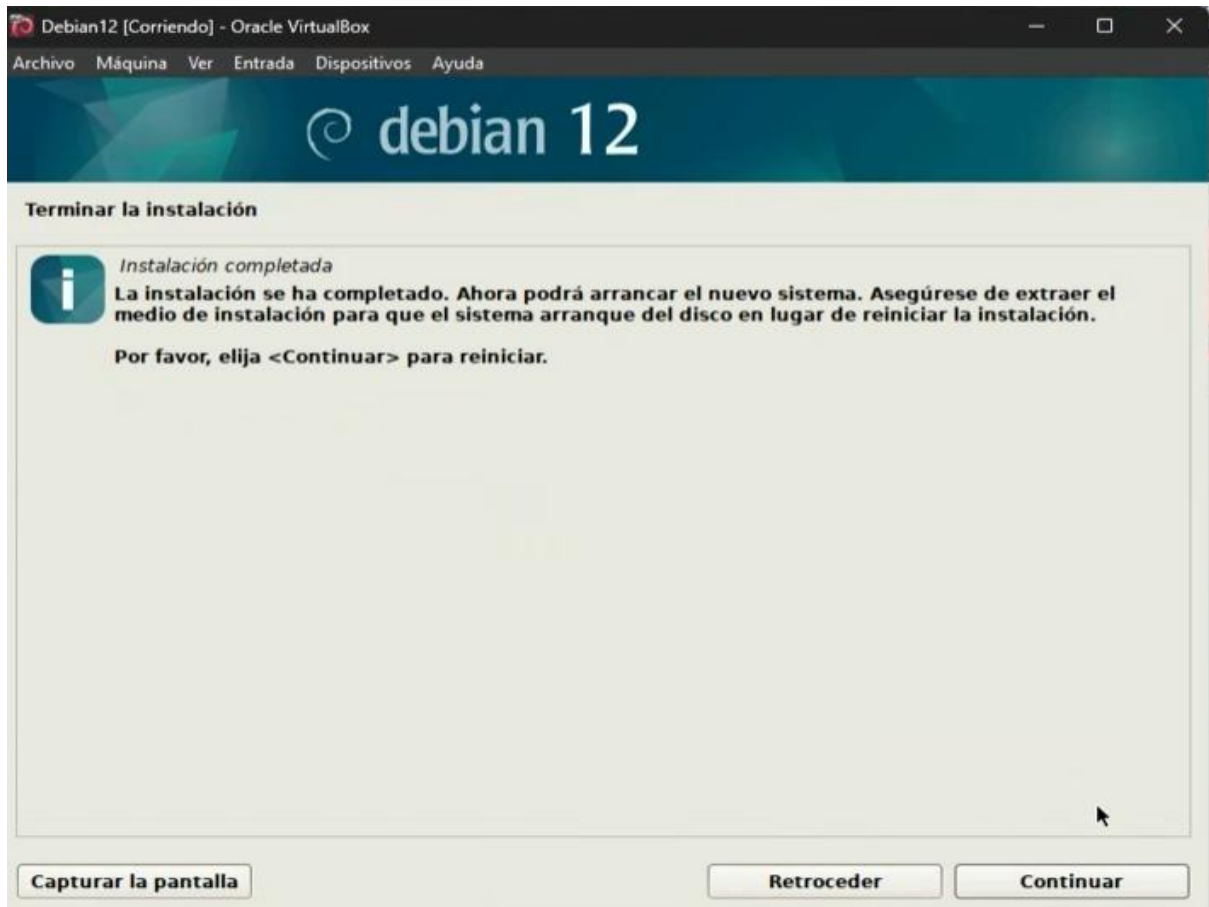 Debian12 [Corriendo] - Oracle VirtualBox
Archivo Máquina Ver Entrada Dispositivos Ayuda
debian 12
Terminar la instalación
Instalación completada
La instalación se ha completado. Ahora podrá arrancar el nuevo sistema. Asegúrese de extraer el
medio de instalación para que el sistema arranque del disco en lugar de reiniciar la instalación.
Por favor, elija <Continuar> para reiniciar.
Capturar la pantalla Retroceder Continuar